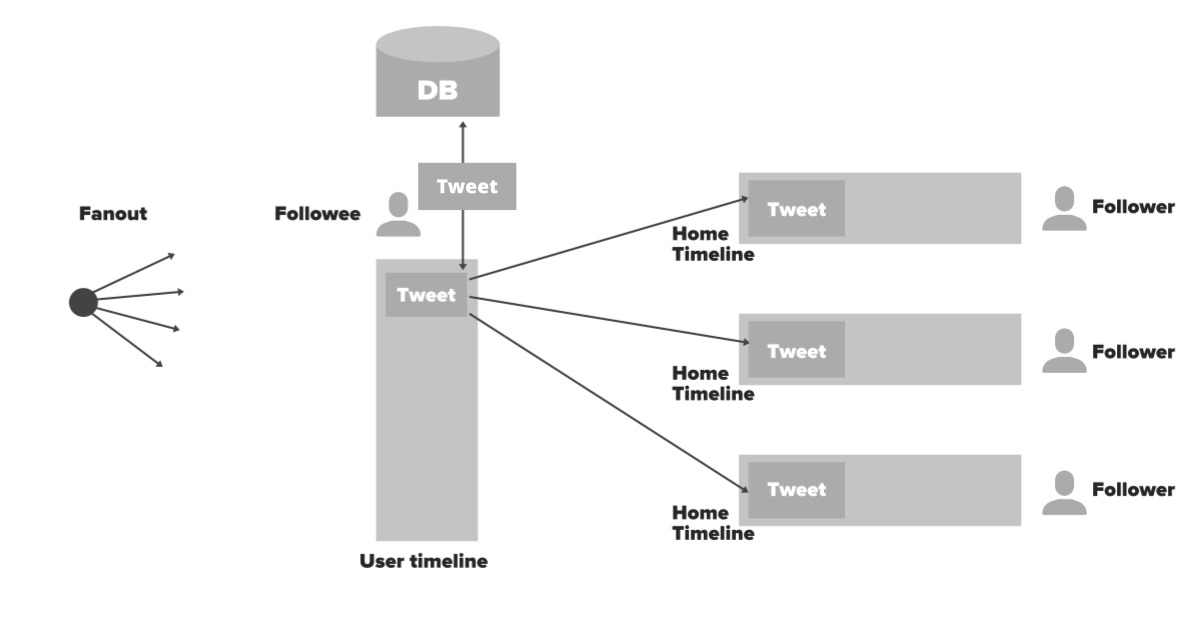 DB
Tweet
Fanout
Followee
Tweet
User timeline
Tweet
Home
Timeline
Follower
Tweet
Home
Timeline
Follower
Tweet
Home
Timeline
Follower